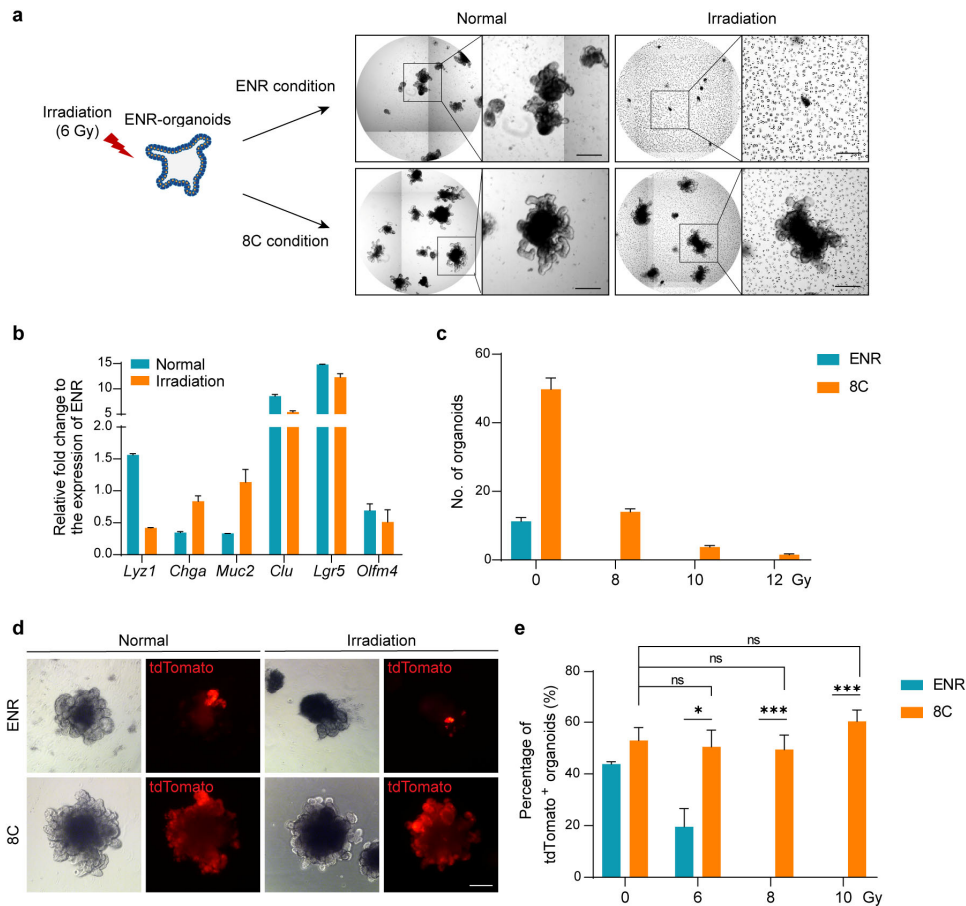 a
Normal
Irradiation
ENR condition
Irradiation
(6 Gy)
ENR-organoids
8C condition
b
Relative fold change to
the expression of ENR
15
10
5
2.0
1.5
1.0
0.5
0.0
Normal
Irradiation
Lyz1
Chga
Muc2
Clu
Lgr5
Olfm4
c
No. of organoids
60
40
20
0
0
8
10
12
Gy
ENR
8C
d
Normal
Irradiation
ENR
tdTomato
tdTomato
8C
tdTomato
tdTomato
e
Percentage of
tdTomato + organoids (%)
80
60
40
20
0
ns
ns
ns
*
***
***
0
6
8
10
Gy
ENR
8C